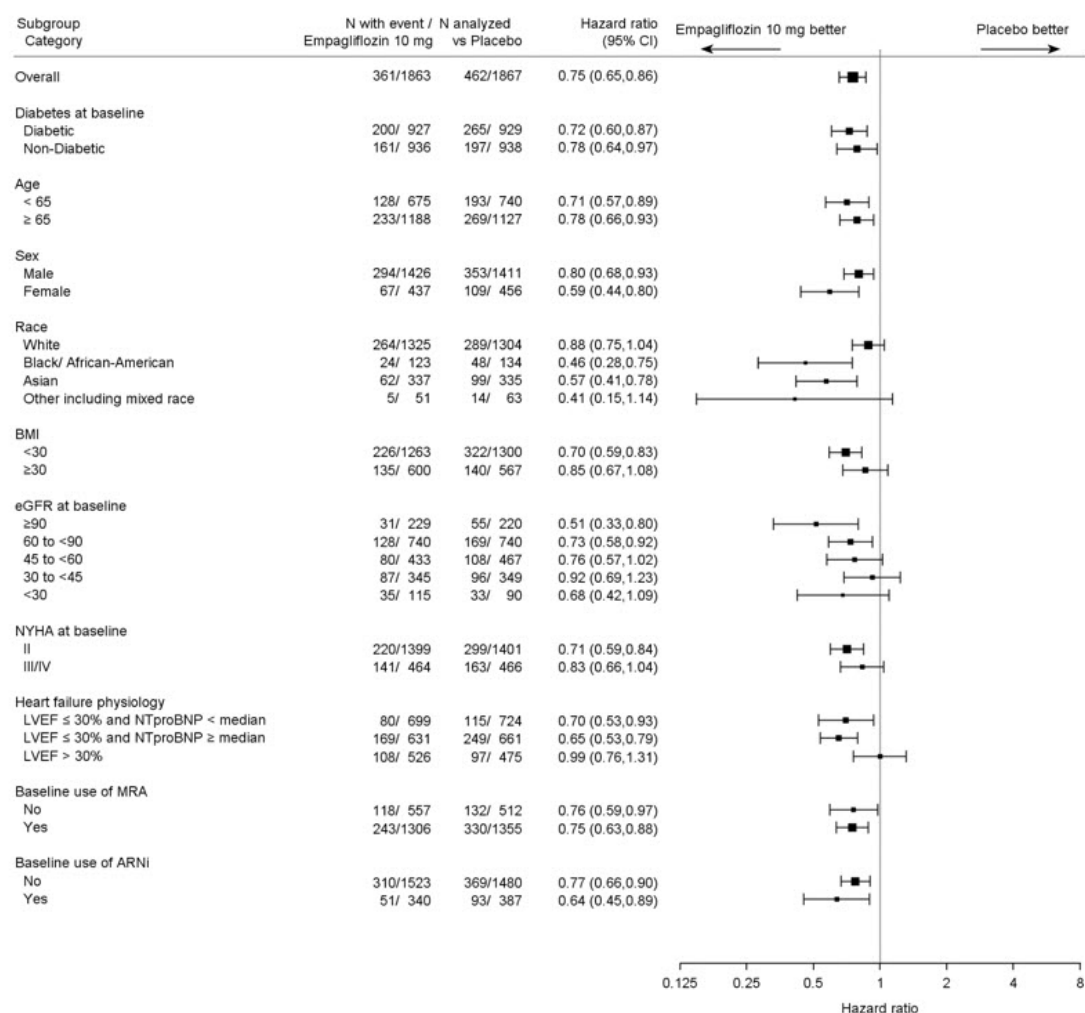 Subgroup N with event / N analyzed Hazard ratio Empagliflozin 10 mg better Placebo better
Category Empagliflozin 10 mg vs Placebo (95% CI)
Overall 361/1863 462/1867 0.75 (0.65,0.86)
Diabetes at baseline
Diabetic 200/ 927 265/ 929 0.72 (0.60,0.87)
Non-Diabetic 161/ 936 197/ 938 0.78 (0.64,0.97)
Age
< 65 128/ 675 193/ 740 0.71 (0.57,0.89)
≥ 65 233/1188 269/1127 0.78 (0.66,0.93)
Sex
Male 294/1426 353/1411 0.80 (0.68,0.93)
Female 67/ 437 109/ 456 0.59 (0.44,0.80)
Race
White 264/1325 289/1304 0.88 (0.75,1.04)
Black/ African-American 24/ 123 48/ 134 0.46 (0.28,0.75)
Asian 62/ 337 99/ 335 0.57 (0.41,0.78)
Other including mixed race 5/ 51 14/ 63 0.41 (0.15,1.14)
BMI
<30 226/1263 322/1300 0.70 (0.59,0.83)
≥30 135/ 600 140/ 567 0.85 (0.67,1.08)
eGFR at baseline
≥90 31/ 229 55/ 220 0.51 (0.33,0.80)
60 to <90 128/ 740 169/ 740 0.73 (0.58,0.92)
45 to <60 80/ 433 108/ 467 0.76 (0.57,1.02)
30 to <45 87/ 345 96/ 349 0.92 (0.69,1.23)
<30 35/ 115 33/ 90 0.68 (0.42,1.09)
NYHA at baseline
II 220/1399 299/1401 0.71 (0.59,0.84)
III/IV 141/ 464 163/ 466 0.83 (0.66,1.04)
Heart failure physiology
LVEF ≤ 30% and NTproBNP < median 80/ 699 115/ 724 0.70 (0.53,0.93)
LVEF ≤ 30% and NTproBNP ≥ median 169/ 631 249/ 661 0.65 (0.53,0.79)
LVEF > 30% 108/ 526 97/ 475 0.99 (0.76,1.31)
Baseline use of MRA
No 118/ 557 132/ 512 0.76 (0.59,0.97)
Yes 243/1306 330/1355 0.75 (0.63,0.88)
Baseline use of ARNi
No 310/1523 369/1480 0.77 (0.66,0.90)
Yes 51/ 340 93/ 387 0.64 (0.45,0.89)
0.125 0.25 0.5 1 2 4 8
Hazard ratio